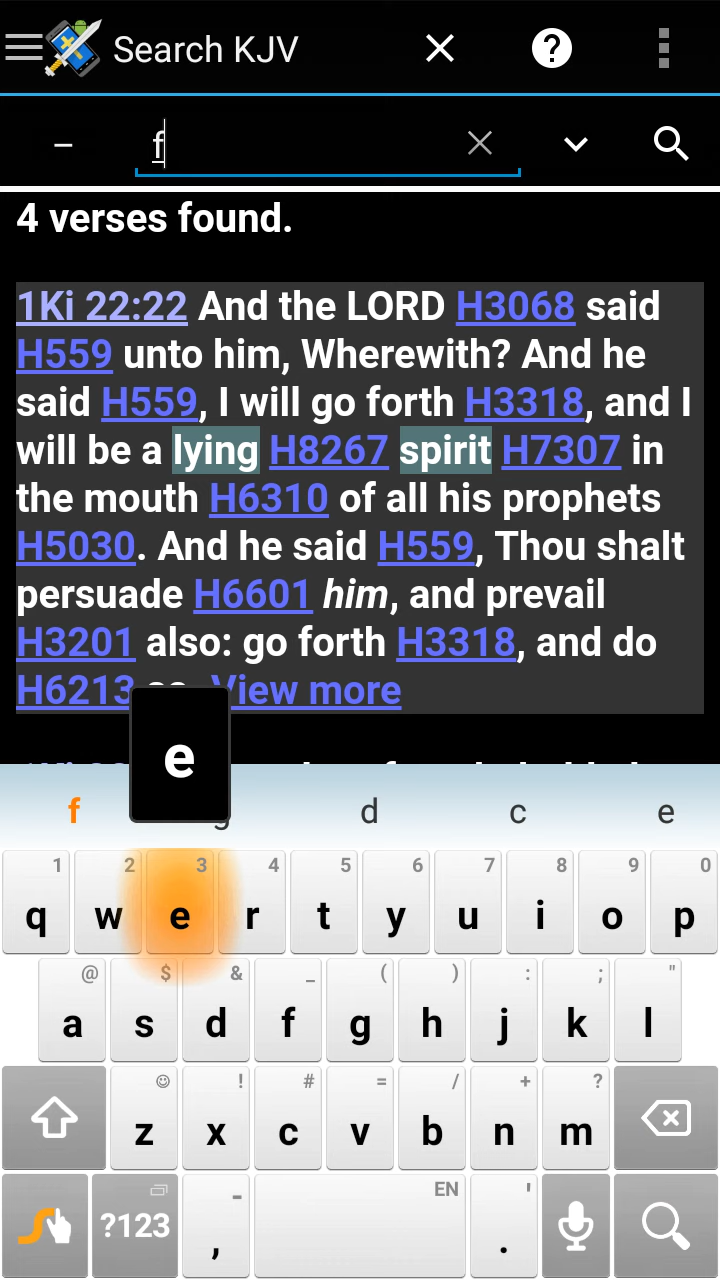 Search KJV
f
4 verses found.
1Ki 22:22 And the LORD H3068 said
H559 unto him, Wherewith? And he
said H559, I will go forth H3318, and I
will be a lying H8267 spirit H7307 in
the mouth H6310 of all his prophets
H5030. And he said H559, Thou shalt
persuade H6601 him, and prevail
H3201 also: go forth H3318, and do
H6213 View more
e
f g d c e
1 2 3 4 5 6 7 8 9 0
q w e r t y u i o p
@ $ & _ ( ) : ; "
a s d f g h j k l
! # = / + ?
z x c v b n m
- EN '
?123 , .